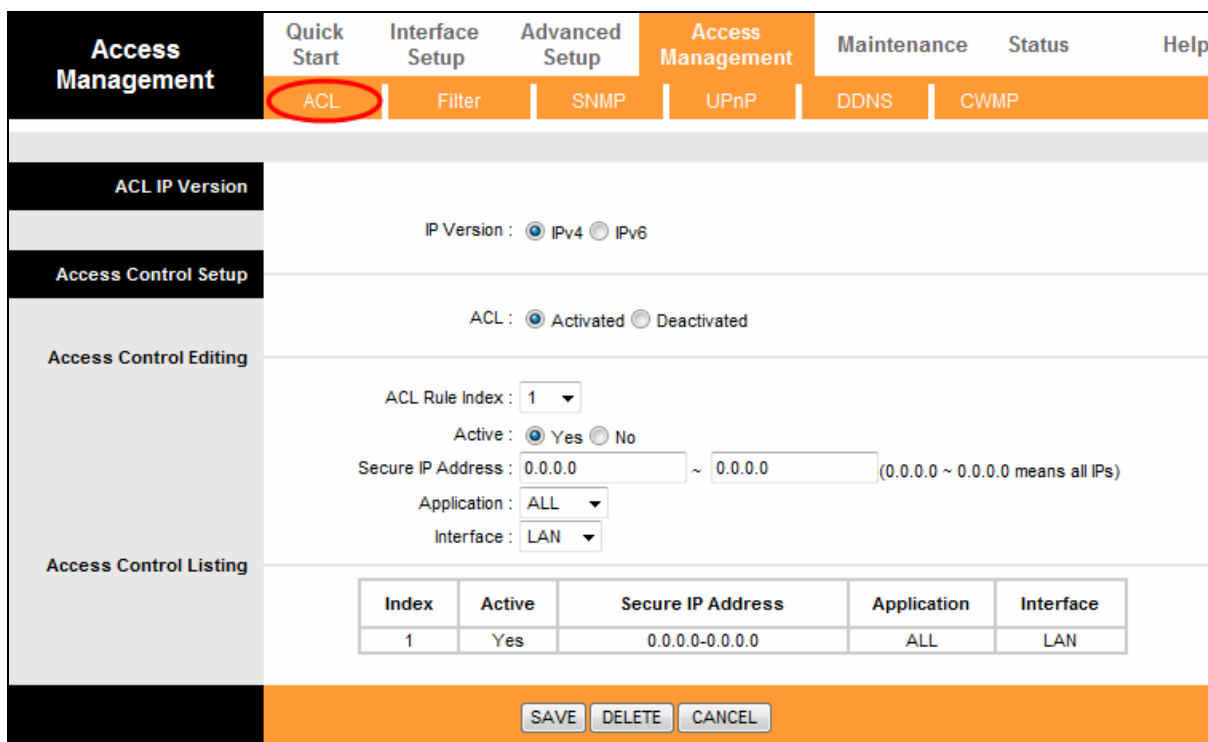 Access Management
Quick Start
Interface Setup
Advanced Setup
Access Management
Maintenance
Status
Help
ACL
Filter
SNMP
UPnP
DDNS
CWMP
ACL IP Version
IP Version : IPv4 IPv6
Access Control Setup
ACL : Activated Deactivated
Access Control Editing
ACL Rule Index : 1
Active : Yes No
Secure IP Address : 0.0.0.0 ~ 0.0.0.0 (0.0.0.0 ~ 0.0.0.0 means all IPs)
Application : ALL
Interface : LAN
Access Control Listing
Index Active Secure IP Address Application Interface
1 Yes 0.0.0.0-0.0.0.0 ALL LAN
SAVE DELETE CANCEL